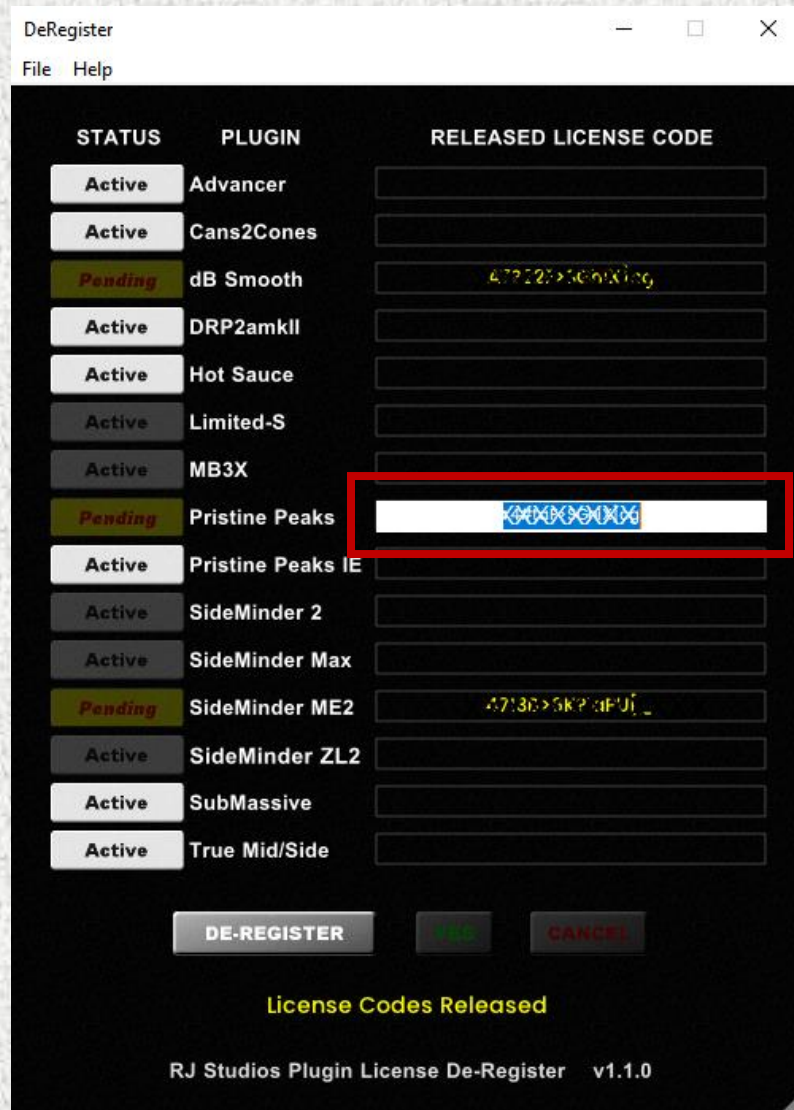 DeRegister
File Help
STATUS PLUGIN RELEASED LICENSE CODE
Active Advancer
Active Cans2Cones
Pending dB Smooth
Active DRP2amkII
Active Hot Sauce
Active Limited-S
Active MB3X
Pending Pristine Peaks
Active Pristine Peaks IE
Active SideMinder 2
Active SideMinder Max
Pending SideMinder ME2
Active SideMinder ZL2
Active SubMassive
Active True Mid/Side
DE-REGISTER YES CANCEL
License Codes Released
RJ Studios Plugin License De-Register v1.1.0